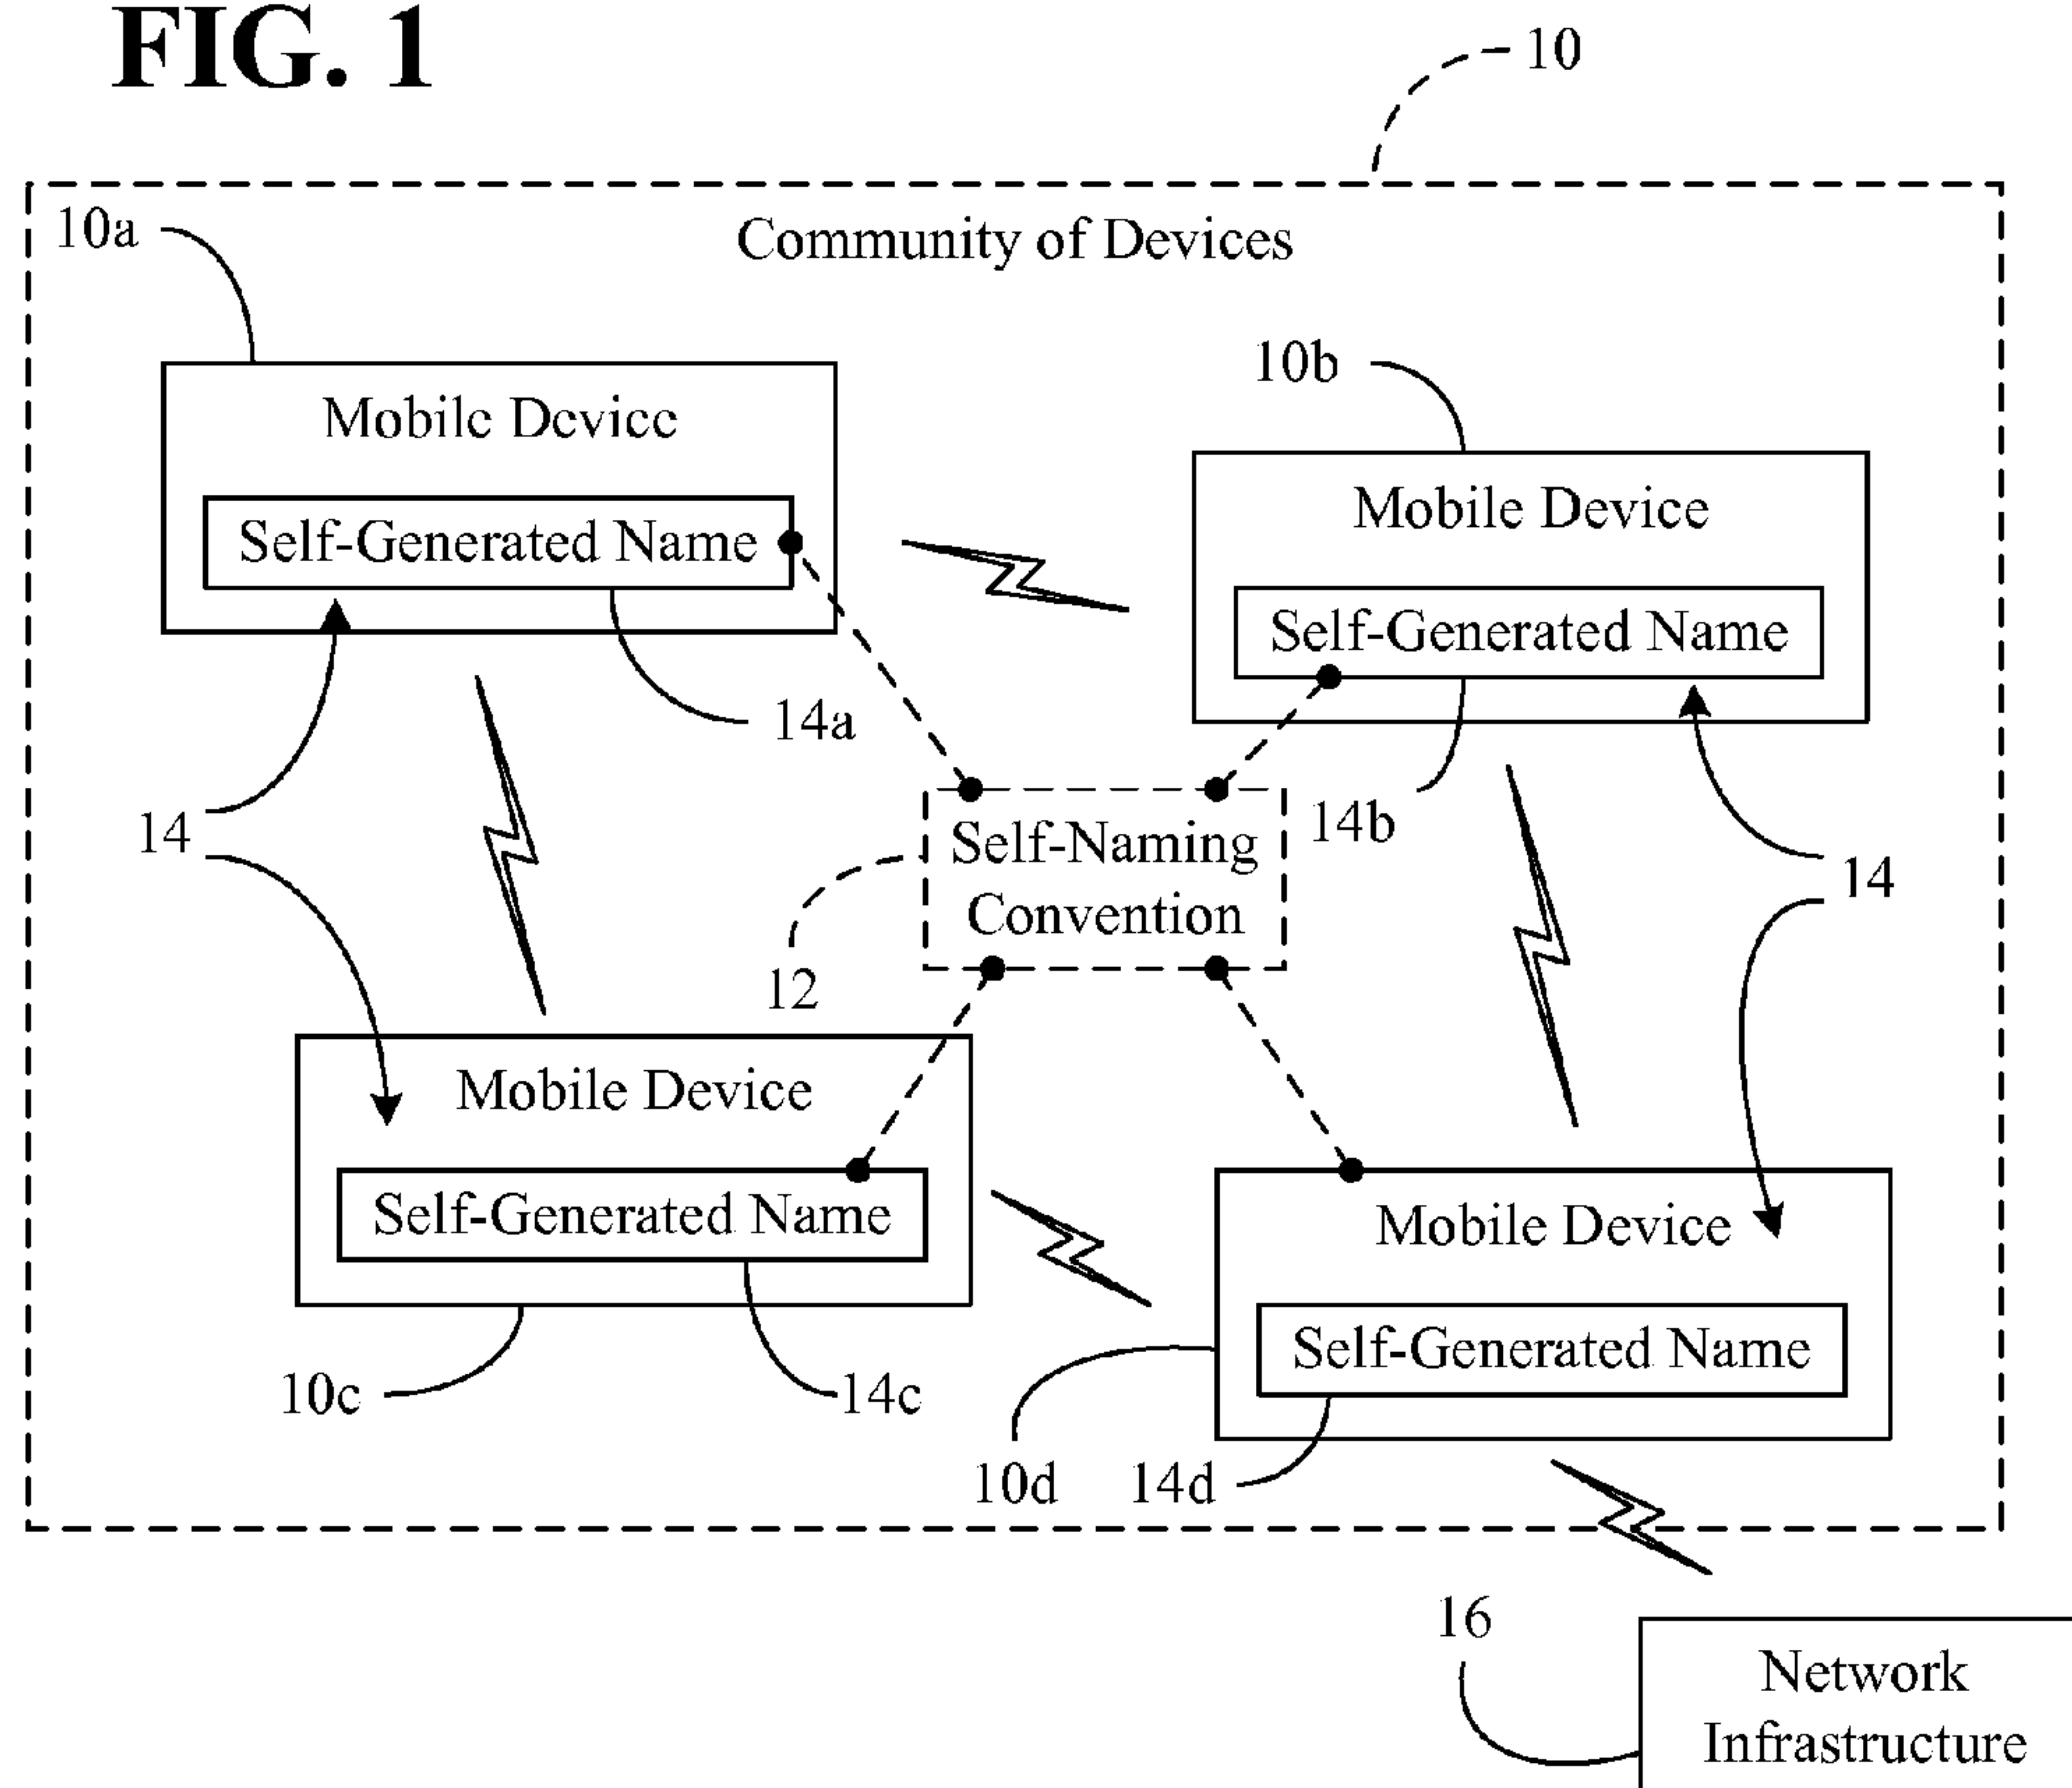 FIG. 1
10
10a
Community of Devices
10b
Mobile Device
Self-Generated Name
14a
Mobile Device
Self-Generated Name
14b
14
14
Self-Naming
Convention
12
Mobile Device
Self-Generated Name
10c
14c
Mobile Device
Self-Generated Name
10d
14d
16
Network
Infrastructure